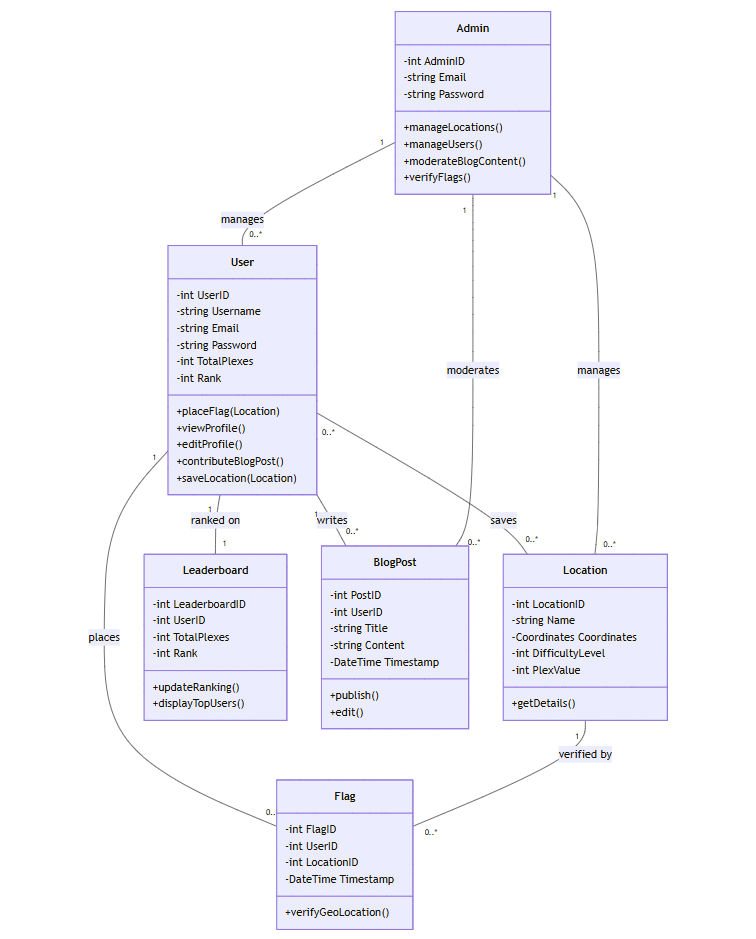 Admin
-int AdminID
-string Email
-string Password
+manageLocations()
+manageUsers()
+moderateBlogContent()
+verifyFlags()
1
1
1
manages
0..*
User
-int UserID
-string Username
-string Email
-string Password
-int TotalPlexes
-int Rank
+placeFlag(Location)
+viewProfile()
+editProfile()
+contributeBlogPost()
+saveLocation(Location)
moderates
manages
0..*
1
1
ranked on
1
1
writes
0..*
saves
0..*
0..*
0..*
Leaderboard
-int LeaderboardID
-int UserID
-int TotalPlexes
-int Rank
+updateRanking()
+displayTopUsers()
BlogPost
-int PostID
-int UserID
-string Title
-string Content
-DateTime Timestamp
+publish()
+edit()
Location
-int LocationID
-string Name
-Coordinates Coordinates
-int DifficultyLevel
-int PlexValue
+getDetails()
places
1
verified by
0..
0..*
Flag
-int FlagID
-int UserID
-int LocationID
-DateTime Timestamp
+verifyGeoLocation()